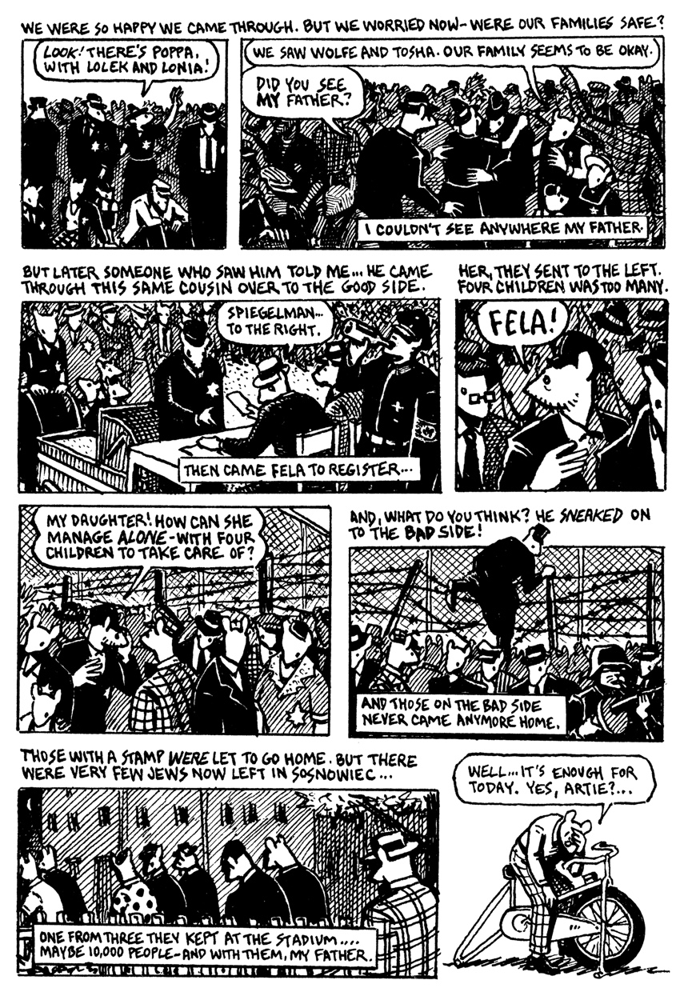 WE WERE SO HAPPY WE CAME THROUGH. BUT WE WORRIED NOW- WERE OUR FAMILIES SAFE?
LOOK! THERE'S POPPA,
WITH LOLEK AND LONIA!
WE SAW WOLFE AND TOSHA. OUR FAMILY SEEMS TO BE OKAY.
DID YOU SEE
MY FATHER?
I COULDN'T SEE ANYWHERE MY FATHER.
BUT LATER SOMEONE WHO SAW HIM TOLD ME... HE CAME
THROUGH THIS SAME COUSIN OVER TO THE GOOD SIDE.
SPIEGELMAN...
TO THE RIGHT.
THEN CAME FELA TO REGISTER...
HER, THEY SENT TO THE LEFT.
FOUR CHILDREN WAS TOO MANY.
FELA!
MY DAUGHTER! HOW CAN SHE
MANAGE ALONE-WITH FOUR
CHILDREN TO TAKE CARE OF?
AND, WHAT DO YOU THINK? HE SNEAKED ON
TO THE BAD SIDE!
AND THOSE ON THE BAD SIDE
NEVER CAME ANYMORE HOME.
THOSE WITH A STAMP WERE LET TO GO HOME. BUT THERE
WERE VERY FEW JEWS NOW LEFT IN SOSNOWIEC...
ONE FROM THREE THEY KEPT AT THE STADIUM....
MAYBE 10,000 PEOPLE-AND WITH THEM, MY FATHER.
WELL...IT'S ENOUGH FOR
TODAY. YES, ARTIE?...